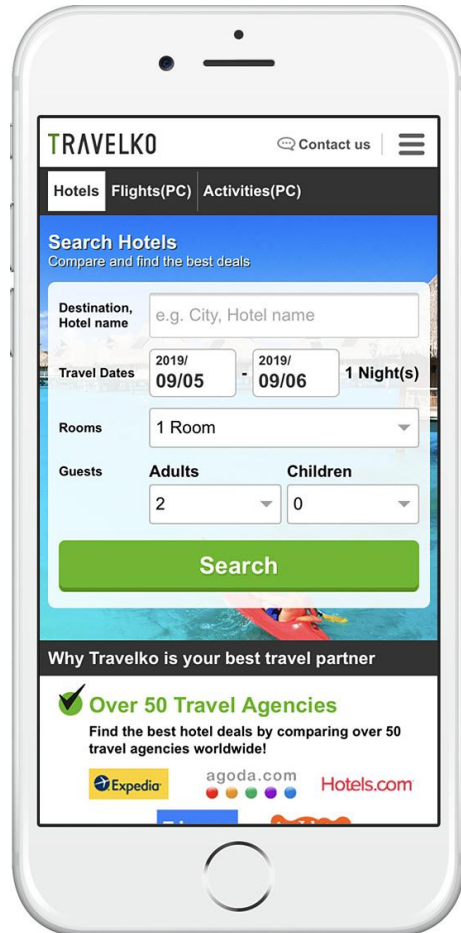 TRAVELKO
Contact us
Hotels Flights(PC) Activities(PC)
Search Hotels
Compare and find the best deals
Destination,
Hotel name
e.g. City, Hotel name
Travel Dates
2019/
09/05
-
2019/
09/06
1 Night(s)
Rooms
1 Room
Guests
Adults
Children
2
0
Search
Why Travelko is your best travel partner
Over 50 Travel Agencies
Find the best hotel deals by comparing over 50
travel agencies worldwide!
Expedia
agoda.com
Hotels.com